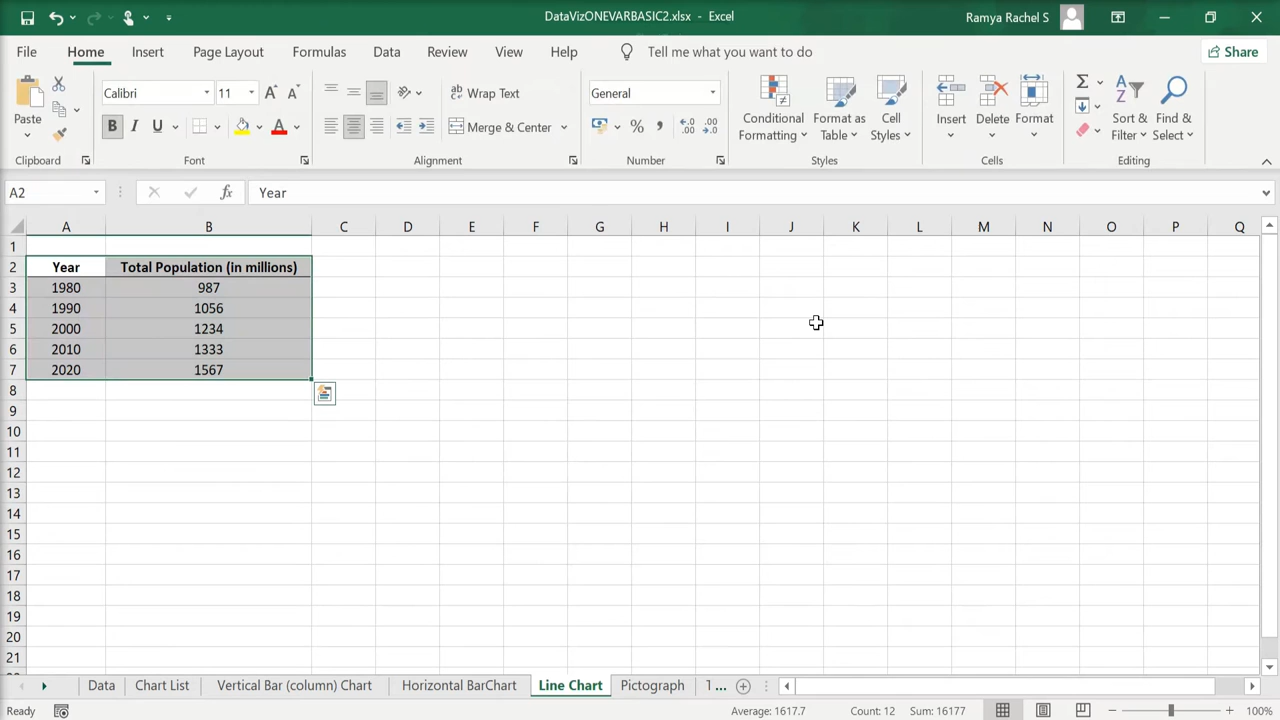 DataVizONEVARBASIC2.xlsx - Excel
Ramya Rachel S
File Home Insert Page Layout Formulas Data Review View Help Tell me what you want to do Share
Paste
Calibri 11
B I U
A
Wrap Text
Merge & Center
General
% ,
Conditional Formatting
Format as Table
Cell Styles
Insert
Delete
Format
Sort & Filter
Find & Select
Clipboard Font Alignment Number Styles Cells Editing
A2 fx Year
A B C D E F G H I J K L M N O P Q
1
2 Year Total Population (in millions)
3 1980 987
4 1990 1056
5 2000 1234
6 2010 1333
7 2020 1567
8
9
10
11
12
13
14
15
16
17
18
19
20
21
Data Chart List Vertical Bar (column) Chart Horizontal BarChart Line Chart Pictograph T ...
Ready Average: 1617.7 Count: 12 Sum: 16177 100%